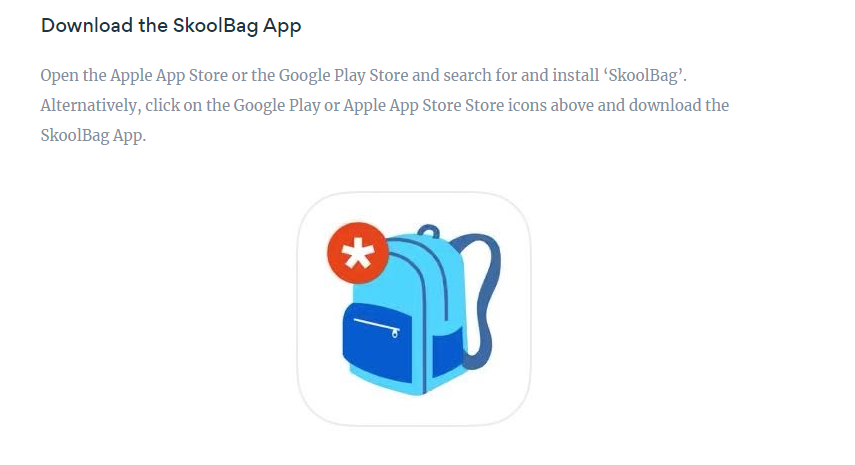 Download the SkoolBag App
Open the Apple App Store or the Google Play Store and search for and install ‘SkoolBag’.
Alternatively, click on the Google Play or Apple App Store Store icons above and download the
SkoolBag App.